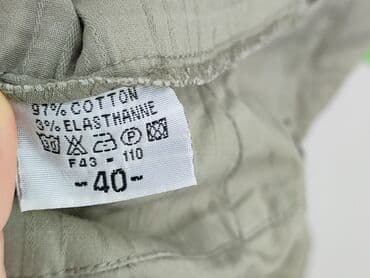 97% COTTON
3% ELASTHANNE
P
F43 - 110
-40-